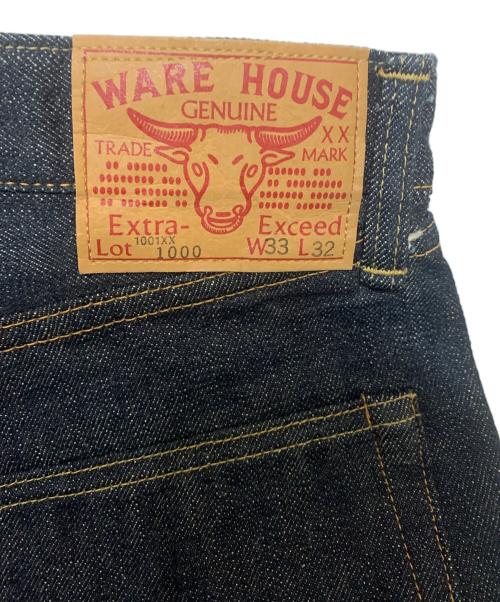 WARE HOUSE
GENUINE
XX
TRADE MARK
Extra- Exceed
Lot 1001XX 1000 W33 L32